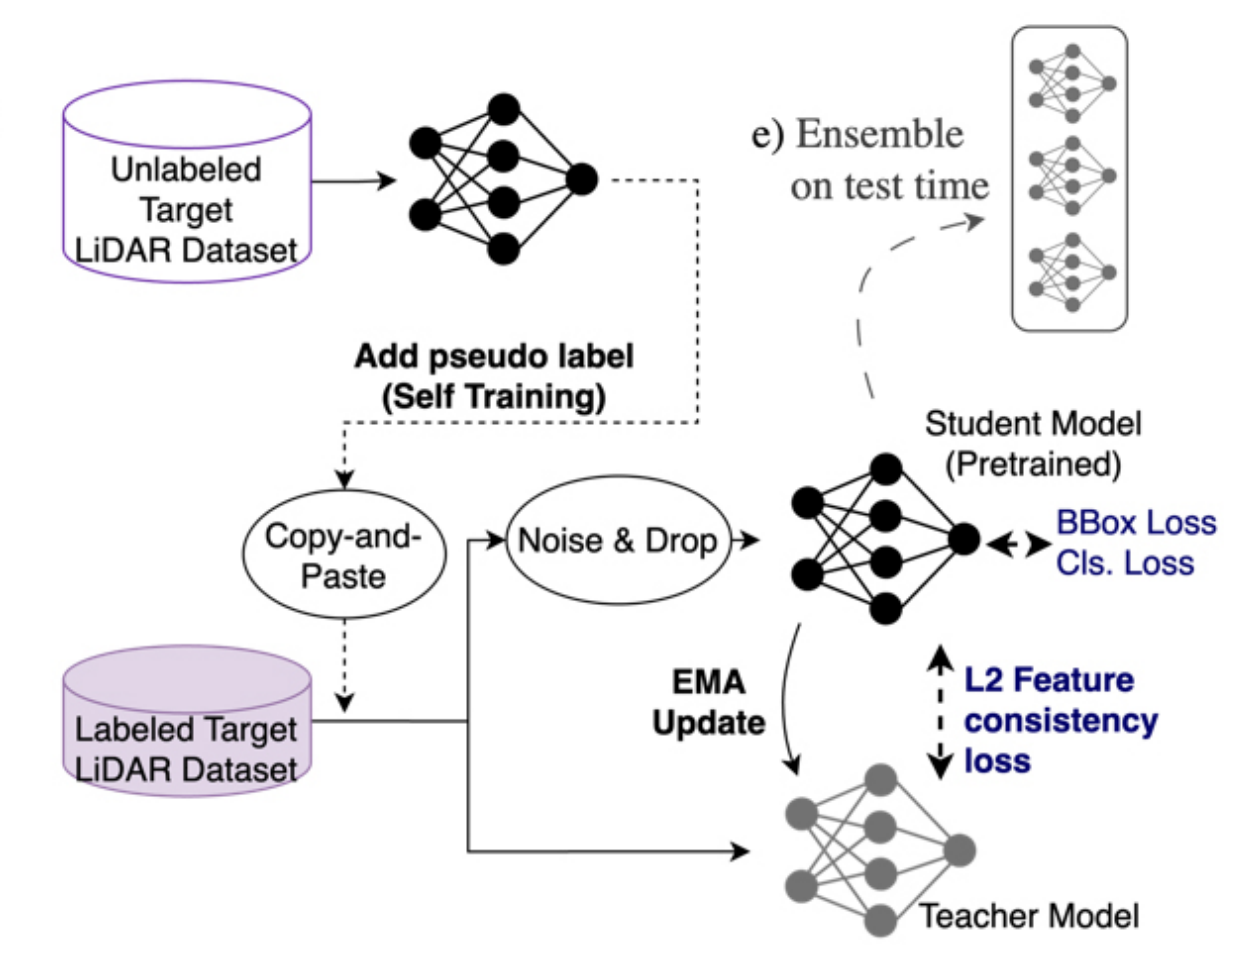 Unlabeled
Target
LiDAR Dataset
e) Ensemble
on test time
Add pseudo label
(Self Training)
Student Model
(Pretrained)
Copy-and-
Paste
Noise & Drop
BBox Loss
Cls. Loss
EMA
Update
L2 Feature
consistency
loss
Labeled Target
LiDAR Dataset
Teacher Model